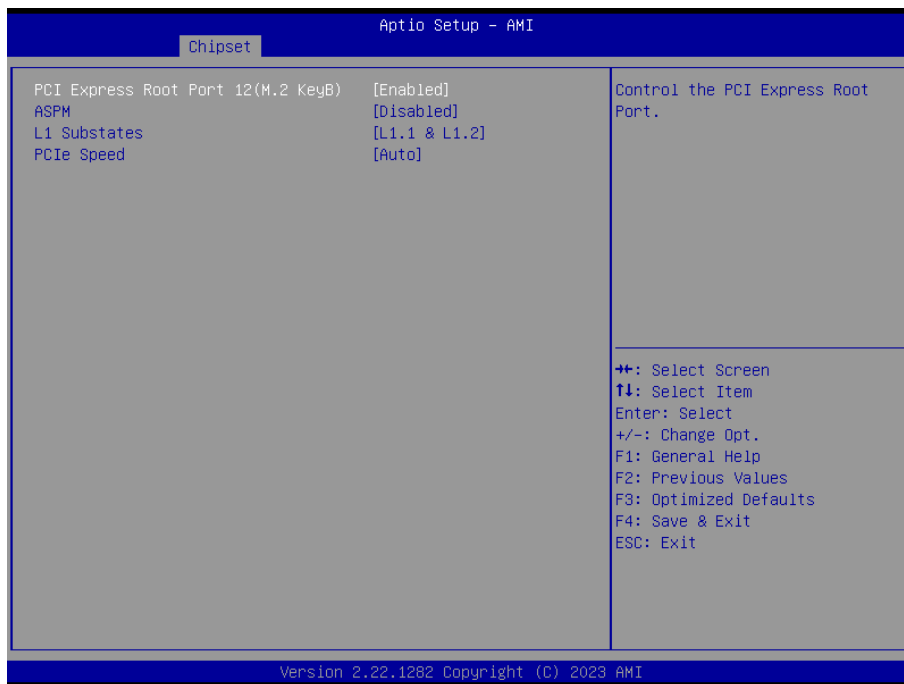 Aptio Setup – AMI
Chipset
PCI Express Root Port 12(M.2 KeyB) [Enabled]
ASPM [Disabled]
L1 Substates [L1.1 & L1.2]
PCIe Speed [Auto]
Control the PCI Express Root
Port.
→←: Select Screen
↑↓: Select Item
Enter: Select
+/-: Change Opt.
F1: General Help
F2: Previous Values
F3: Optimized Defaults
F4: Save & Exit
ESC: Exit
Version 2.22.1282 Copyright (C) 2023 AMI